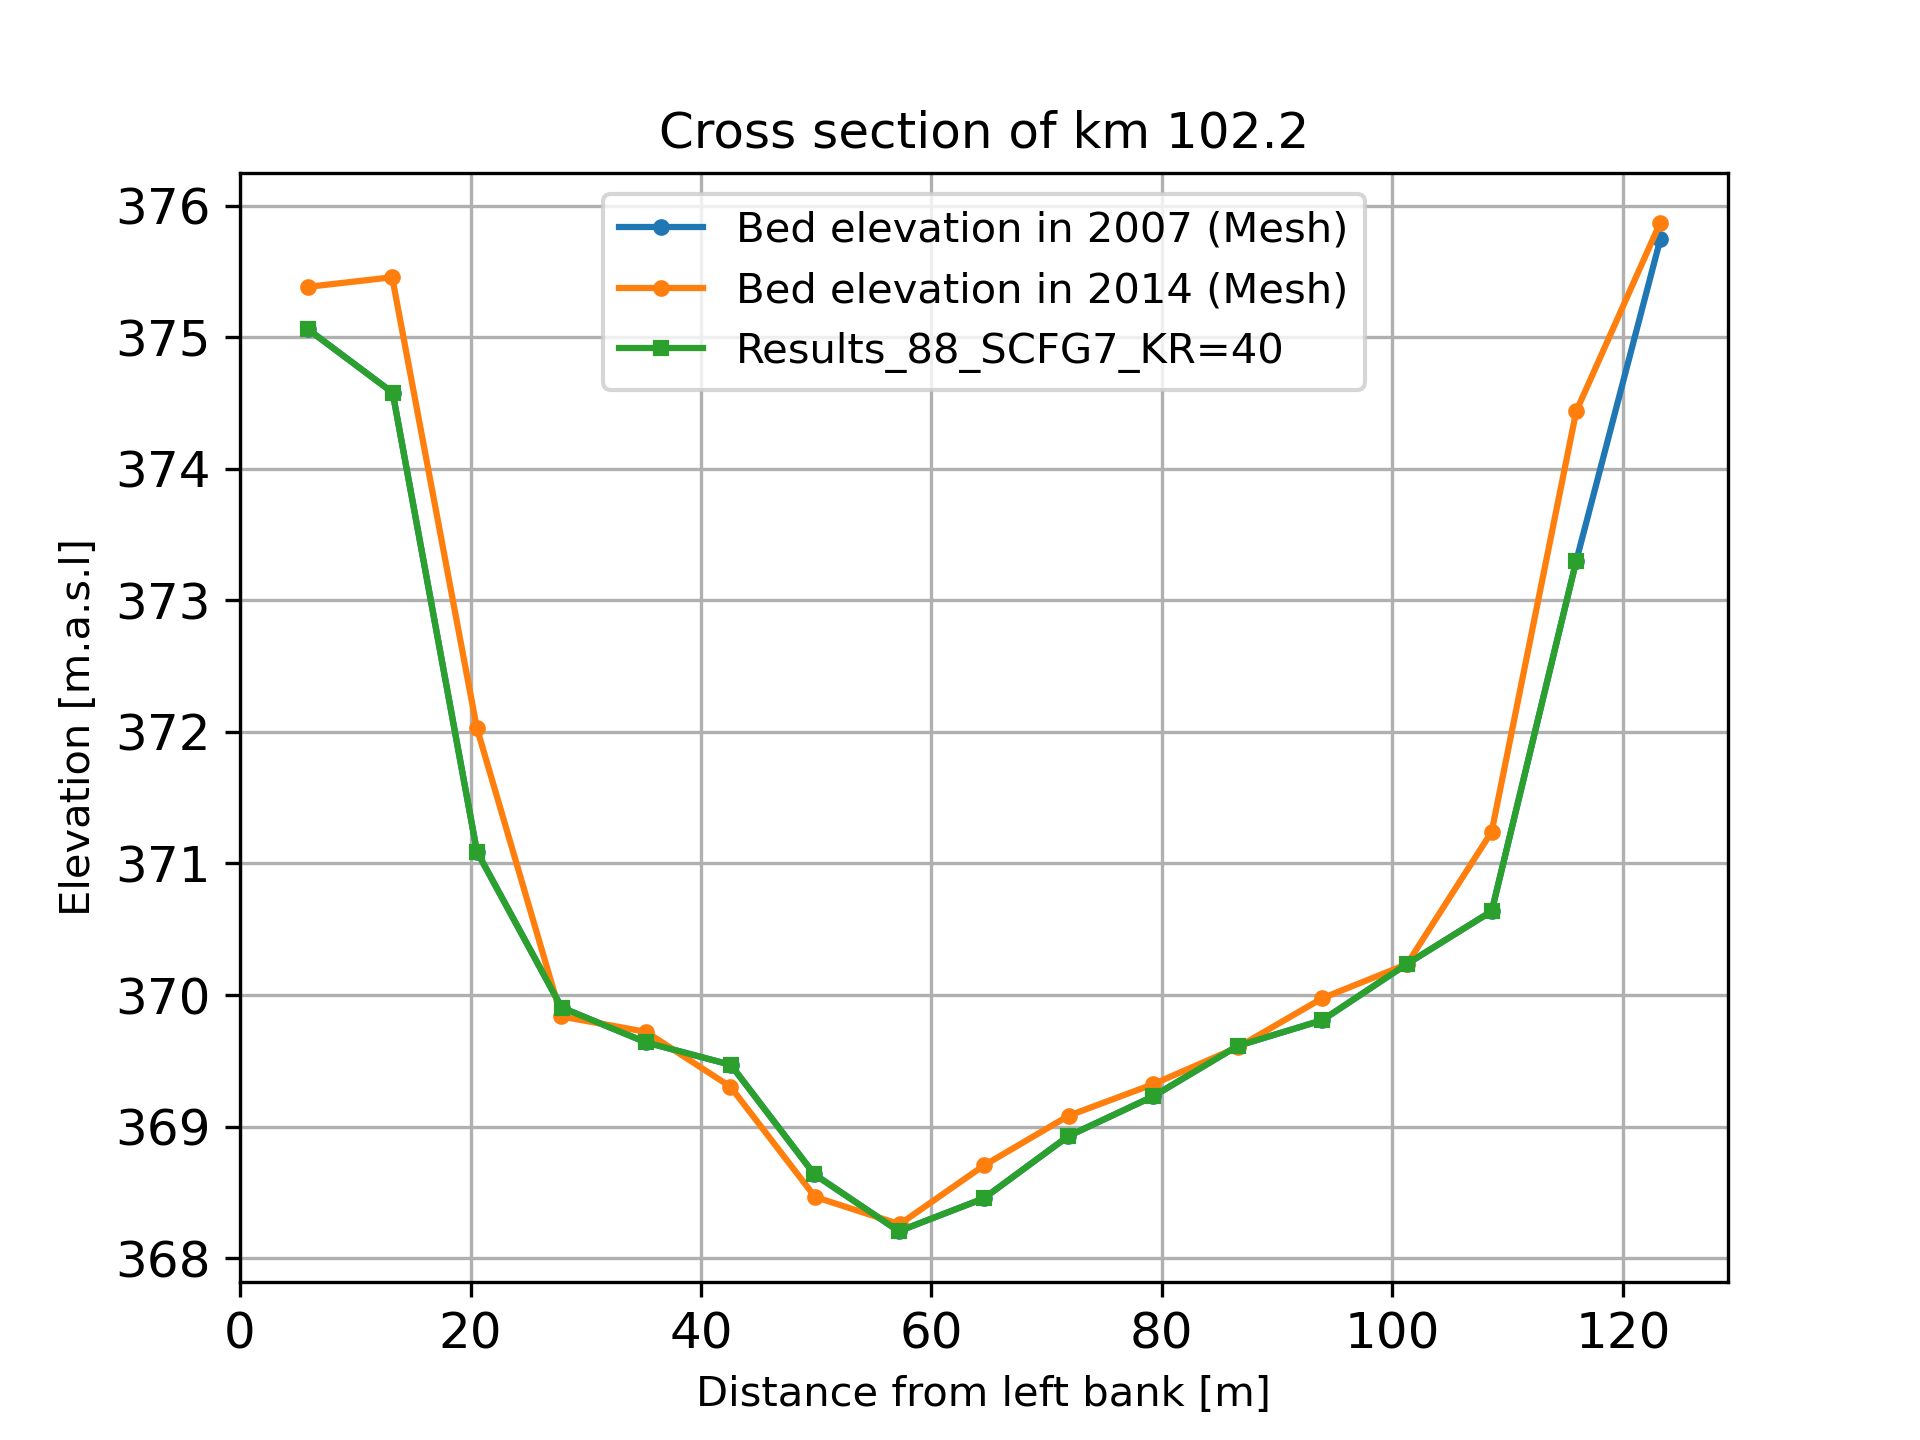 Cross section of km 102.2
Bed elevation in 2007 (Mesh)
Bed elevation in 2014 (Mesh)
Results_88_SCFG7_KR=40
Elevation [m.a.s.l]
376
375
374
373
372
371
370
369
368
0 20 40 60 80 100 120
Distance from left bank [m]